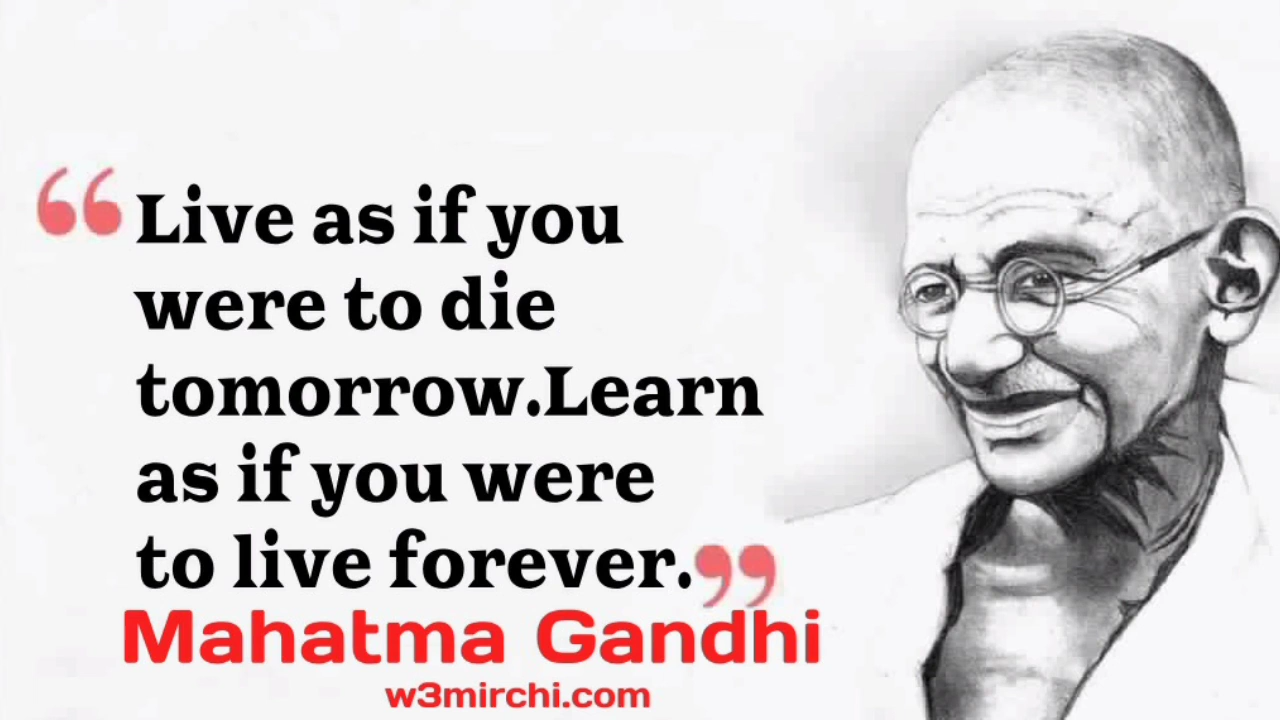 “Live as if you
were to die
tomorrow.Learn
as if you were
to live forever.”
Mahatma Gandhi
w3mirchi.com